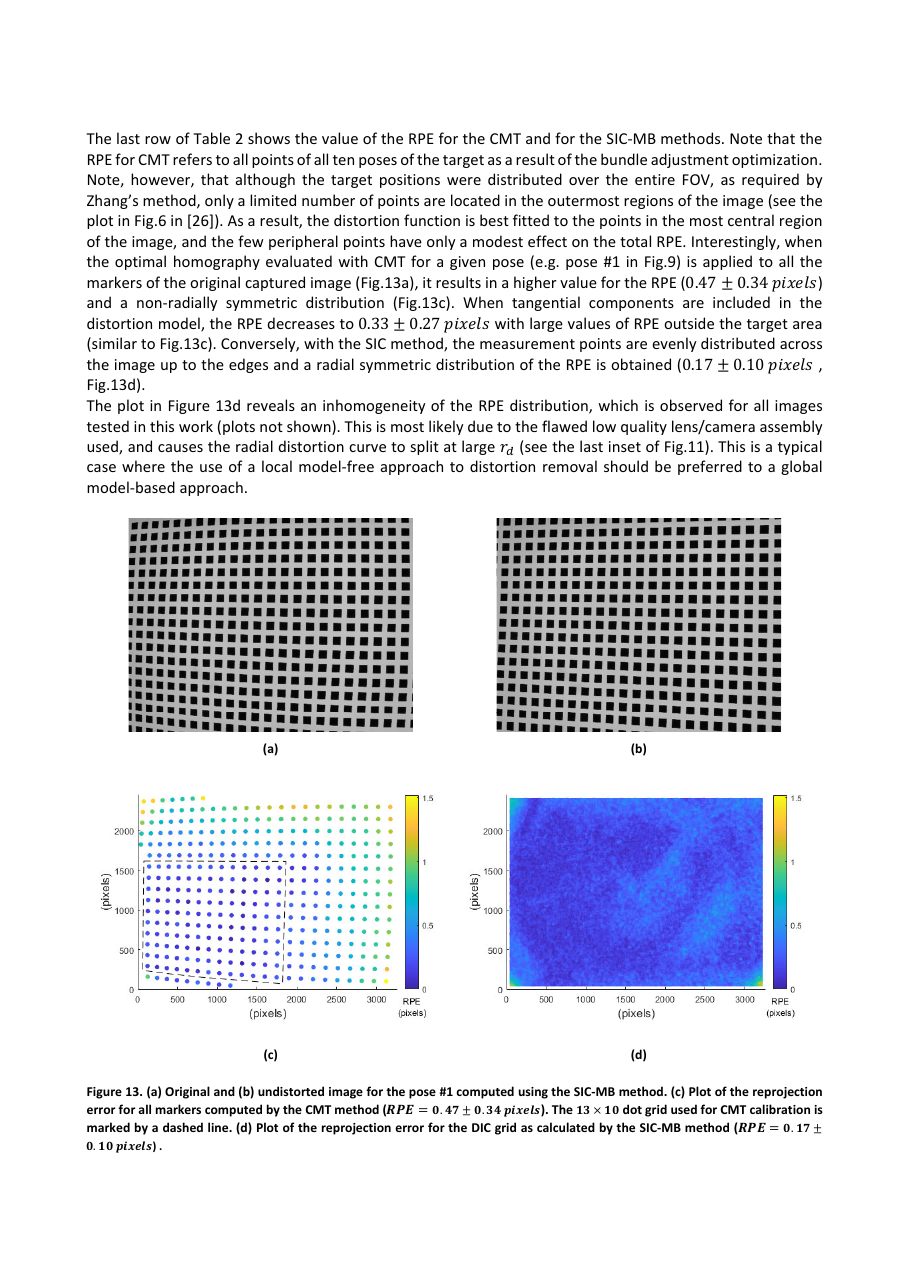 The last row of Table 2 shows the value of the RPE for the CMT and for the SIC-MB methods. Note that the
RPE for CMT refers to all points of all ten poses of the target as a result of the bundle adjustment optimization.
Note, however, that although the target positions were distributed over the entire FOV, as required by
Zhang’s method, only a limited number of points are located in the outermost regions of the image (see the
plot in Fig.6 in [26]). As a result, the distortion function is best fitted to the points in the most central region
of the image, and the few peripheral points have only a modest effect on the total RPE. Interestingly, when
the optimal homography evaluated with CMT for a given pose (e.g. pose #1 in Fig.9) is applied to all the
markers of the original captured image (Fig.13a), it results in a higher value for the RPE (0.47 ± 0.34 pixels)
and a non-radially symmetric distribution (Fig.13c). When tangential components are included in the
distortion model, the RPE decreases to 0.33 ± 0.27 pixels with large values of RPE outside the target area
(similar to Fig.13c). Conversely, with the SIC method, the measurement points are evenly distributed across
the image up to the edges and a radial symmetric distribution of the RPE is obtained (0.17 ± 0.10 pixels ,
Fig.13d).
The plot in Figure 13d reveals an inhomogeneity of the RPE distribution, which is observed for all images
tested in this work (plots not shown). This is most likely due to the flawed low quality lens/camera assembly
used, and causes the radial distortion curve to split at large r_d (see the last inset of Fig.11). This is a typical
case where the use of a local model-free approach to distortion removal should be preferred to a global
model-based approach.
(a)
(b)
2000
1500
1000
500
0
(pixels)
0 500 1000 1500 2000 2500 3000
(pixels)
1.5
1
0.5
0
RPE
(pixels)
(c)
2000
1500
1000
500
0
(pixels)
0 500 1000 1500 2000 2500 3000
(pixels)
1.5
1
0.5
0
RPE
(pixels)
(d)
Figure 13. (a) Original and (b) undistorted image for the pose #1 computed using the SIC-MB method. (c) Plot of the reprojection
error for all markers computed by the CMT method (RPE = 0.47 ± 0.34 pixels). The 13 × 10 dot grid used for CMT calibration is
marked by a dashed line. (d) Plot of the reprojection error for the DIC grid as calculated by the SIC-MB method (RPE = 0.17 ±
0.10 pixels) .